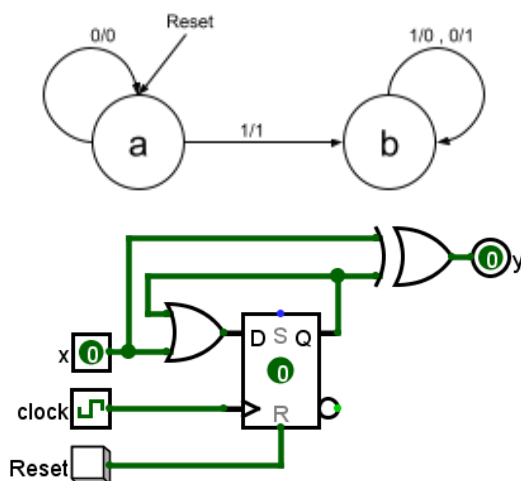 Reset
0/0
1/0 , 0/1
a
1/1
b
0 y
D S Q
x 0
0
clock
R
Reset